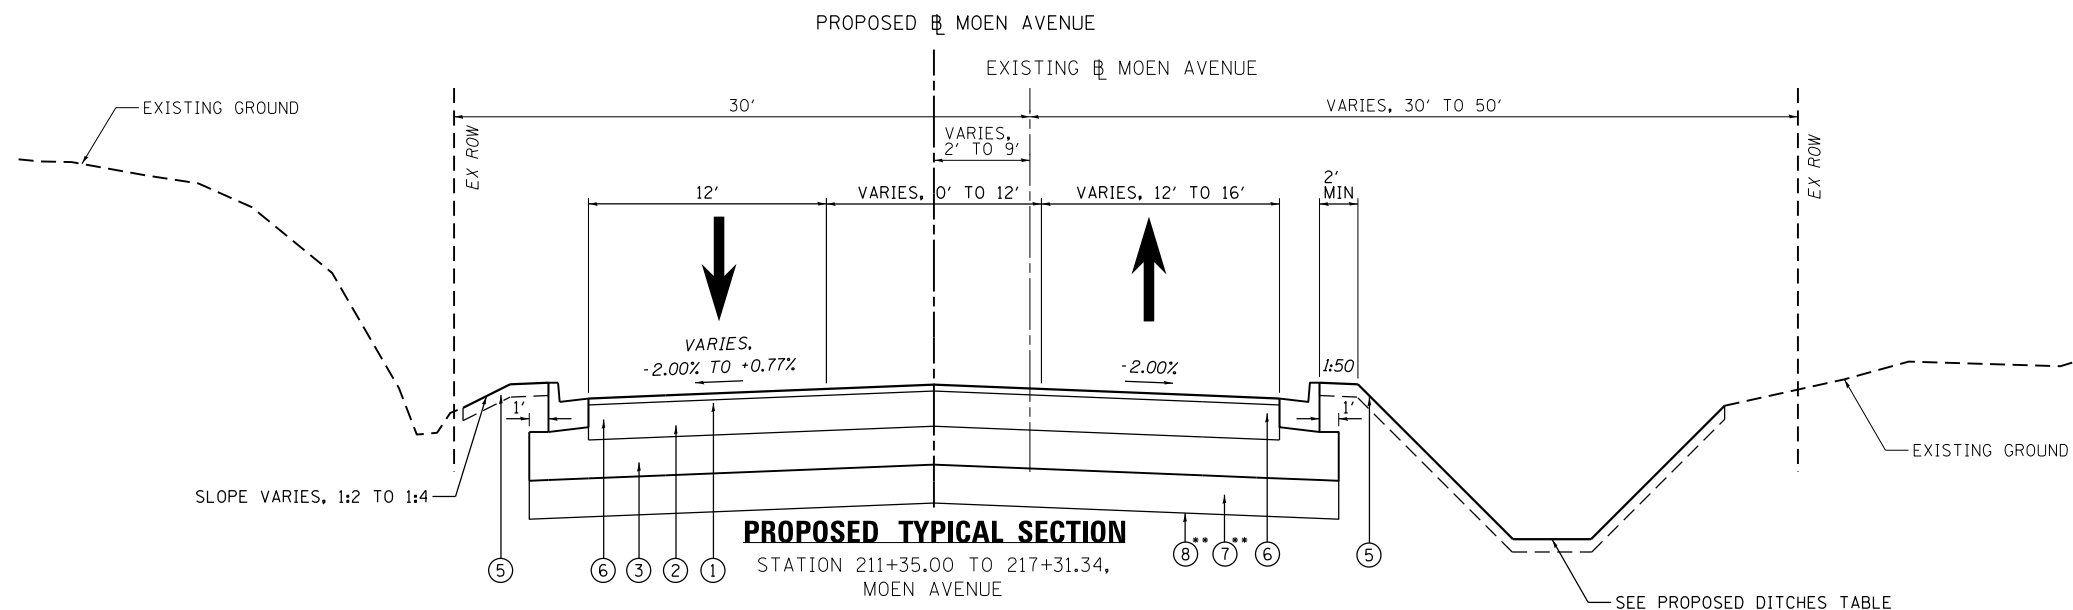 PROPOSED ℄ MOEN AVENUE
EXISTING ℄ MOEN AVENUE
EXISTING GROUND
30'
VARIES, 30' TO 50'
EX ROW
VARIES,
2' TO 9'
EX ROW
12'
VARIES, 0' TO 12'
VARIES, 12' TO 16'
2'
MIN
VARIES,
-2.00% TO +0.77%
-2.00%
1:50
1'
1'
EXISTING GROUND
SLOPE VARIES, 1:2 TO 1:4
PROPOSED TYPICAL SECTION
STATION 211+35.00 TO 217+31.34,
MOEN AVENUE
5
6
3
2
1
8**
7**
6
5
SEE PROPOSED DITCHES TABLE